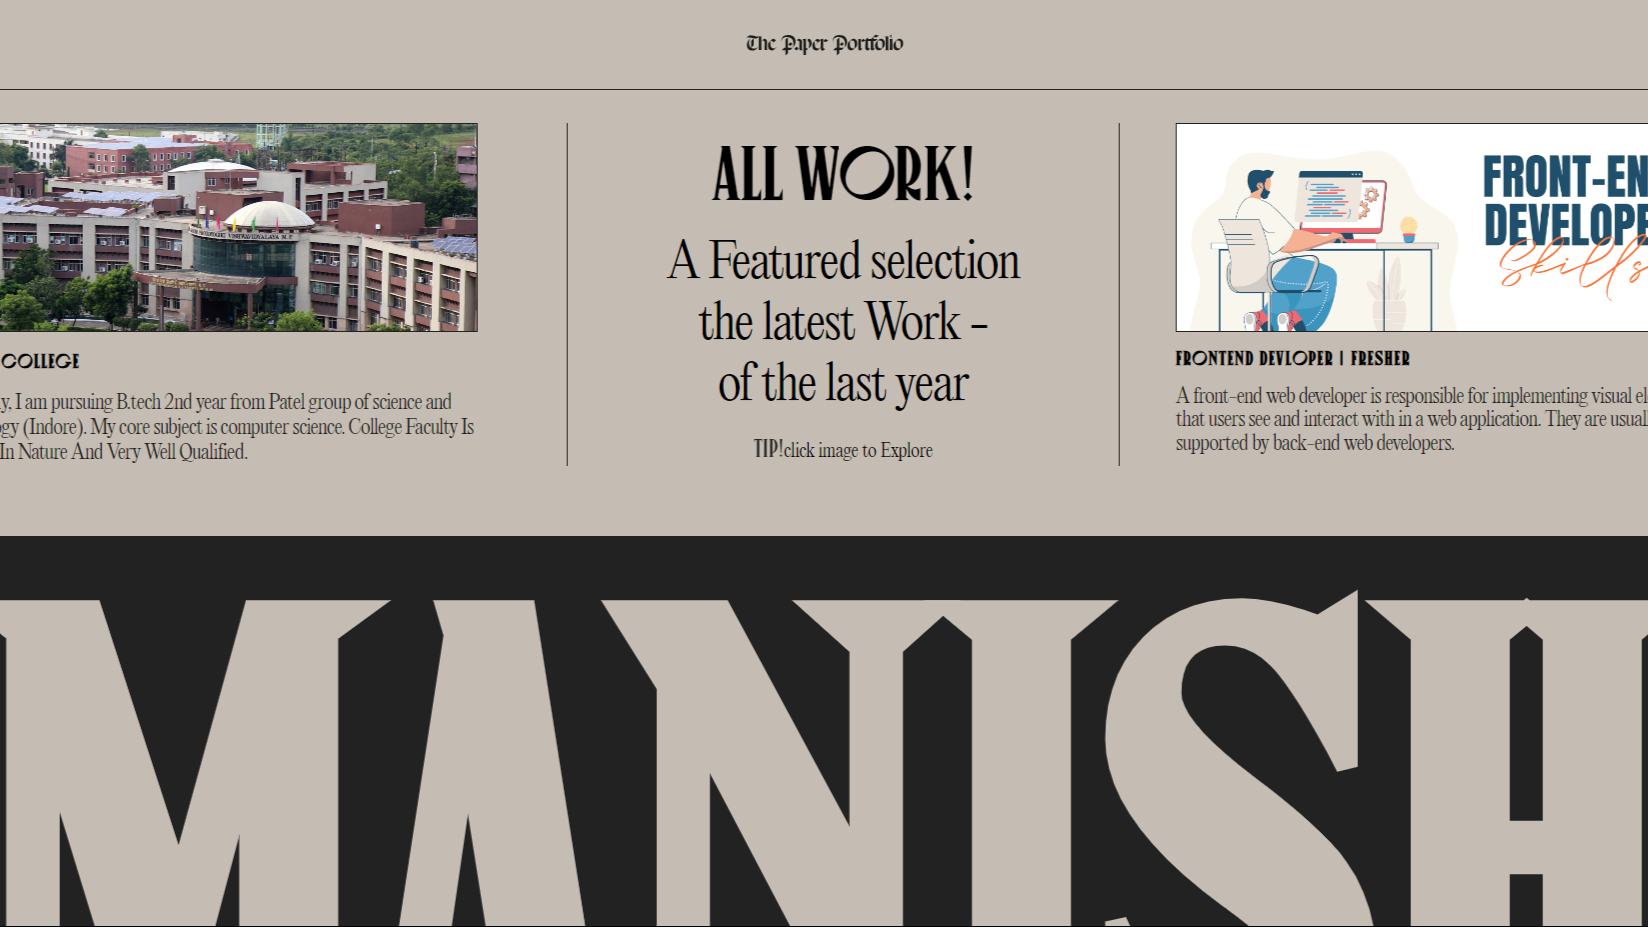 The Paper Portfolio
COLLEGE
I am pursuing B.tech 2nd year from Patel group of science and
(Indore). My core subject is computer science. College Faculty Is
In Nature And Very Well Qualified.
ALL WORK!
A Featured selection
the latest Work -
of the last year
TIP! click image to Explore
FRONT-EN
DEVELOPE
Skills
FRONTEND DEVLOPER | FRESHER
A front-end web developer is responsible for implementing visual
that users see and interact with in a web application. They are
supported by back-end web developers.
MANISH